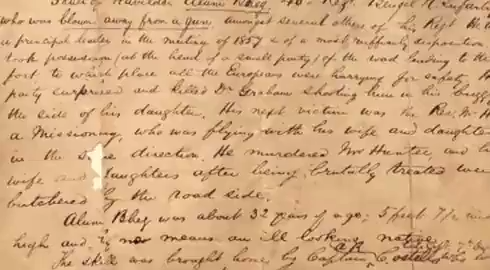 Skull of Havildar Alum Bheg 46th Regt. Bengal N. Infantry
who was blown away from a gun amongst several others of his Regt. He
a principal leader in the mutiny of 1857 & of a most ruffianly disposition
took possession (at the head of a small party) of the road leading to the
fort, to which place all the Europeans were hurrying for safety. 
party surprised and killed Dr. Graham shooting him in his buggy
the side of his daughter. His next victim was the Rev. Mr. H
a Missionary, who was flying with his wife and daughters
in the same direction. He murdered Mr Hunter, and his
wife and daughters after being brutally treated were
butchered by the road side.
Alum Bheg was about 32 years of age; 5 feet 7 1/2 inches
high and by no means an ill looking native.
The skull was brought home by Captain Costello who